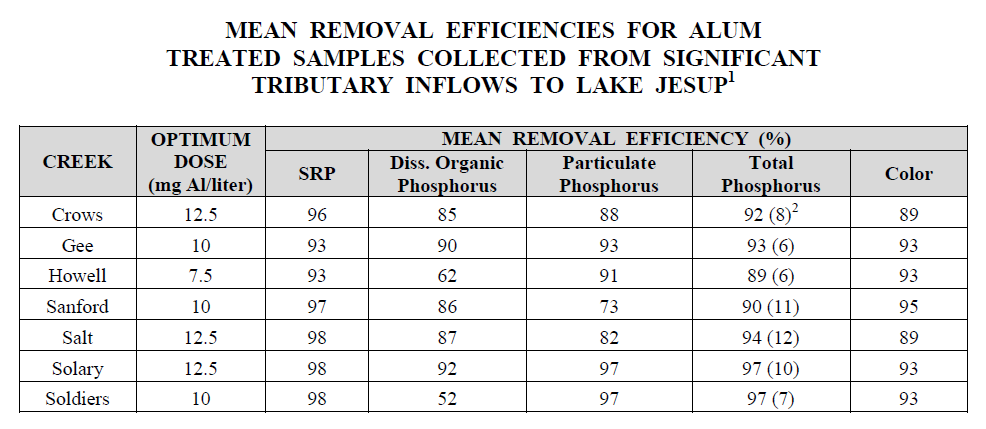 MEAN REMOVAL EFFICIENCIES FOR ALUM
TREATED SAMPLES COLLECTED FROM SIGNIFICANT
TRIBUTARY INFLOWS TO LAKE JESUP1
CREEK
OPTIMUM
DOSE
(mg Al/liter)
MEAN REMOVAL EFFICIENCY (%)
SRP
Diss. Organic
Phosphorus
Particulate
Phosphorus
Total
Phosphorus
Color
Crows 12.5 96 85 88 92 (8)2 89
Gee 10 93 90 93 93 (6) 93
Howell 7.5 93 62 91 89 (6) 93
Sanford 10 97 86 73 90 (11) 95
Salt 12.5 98 87 82 94 (12) 89
Solary 12.5 98 92 97 97 (10) 93
Soldiers 10 98 52 97 97 (7) 93